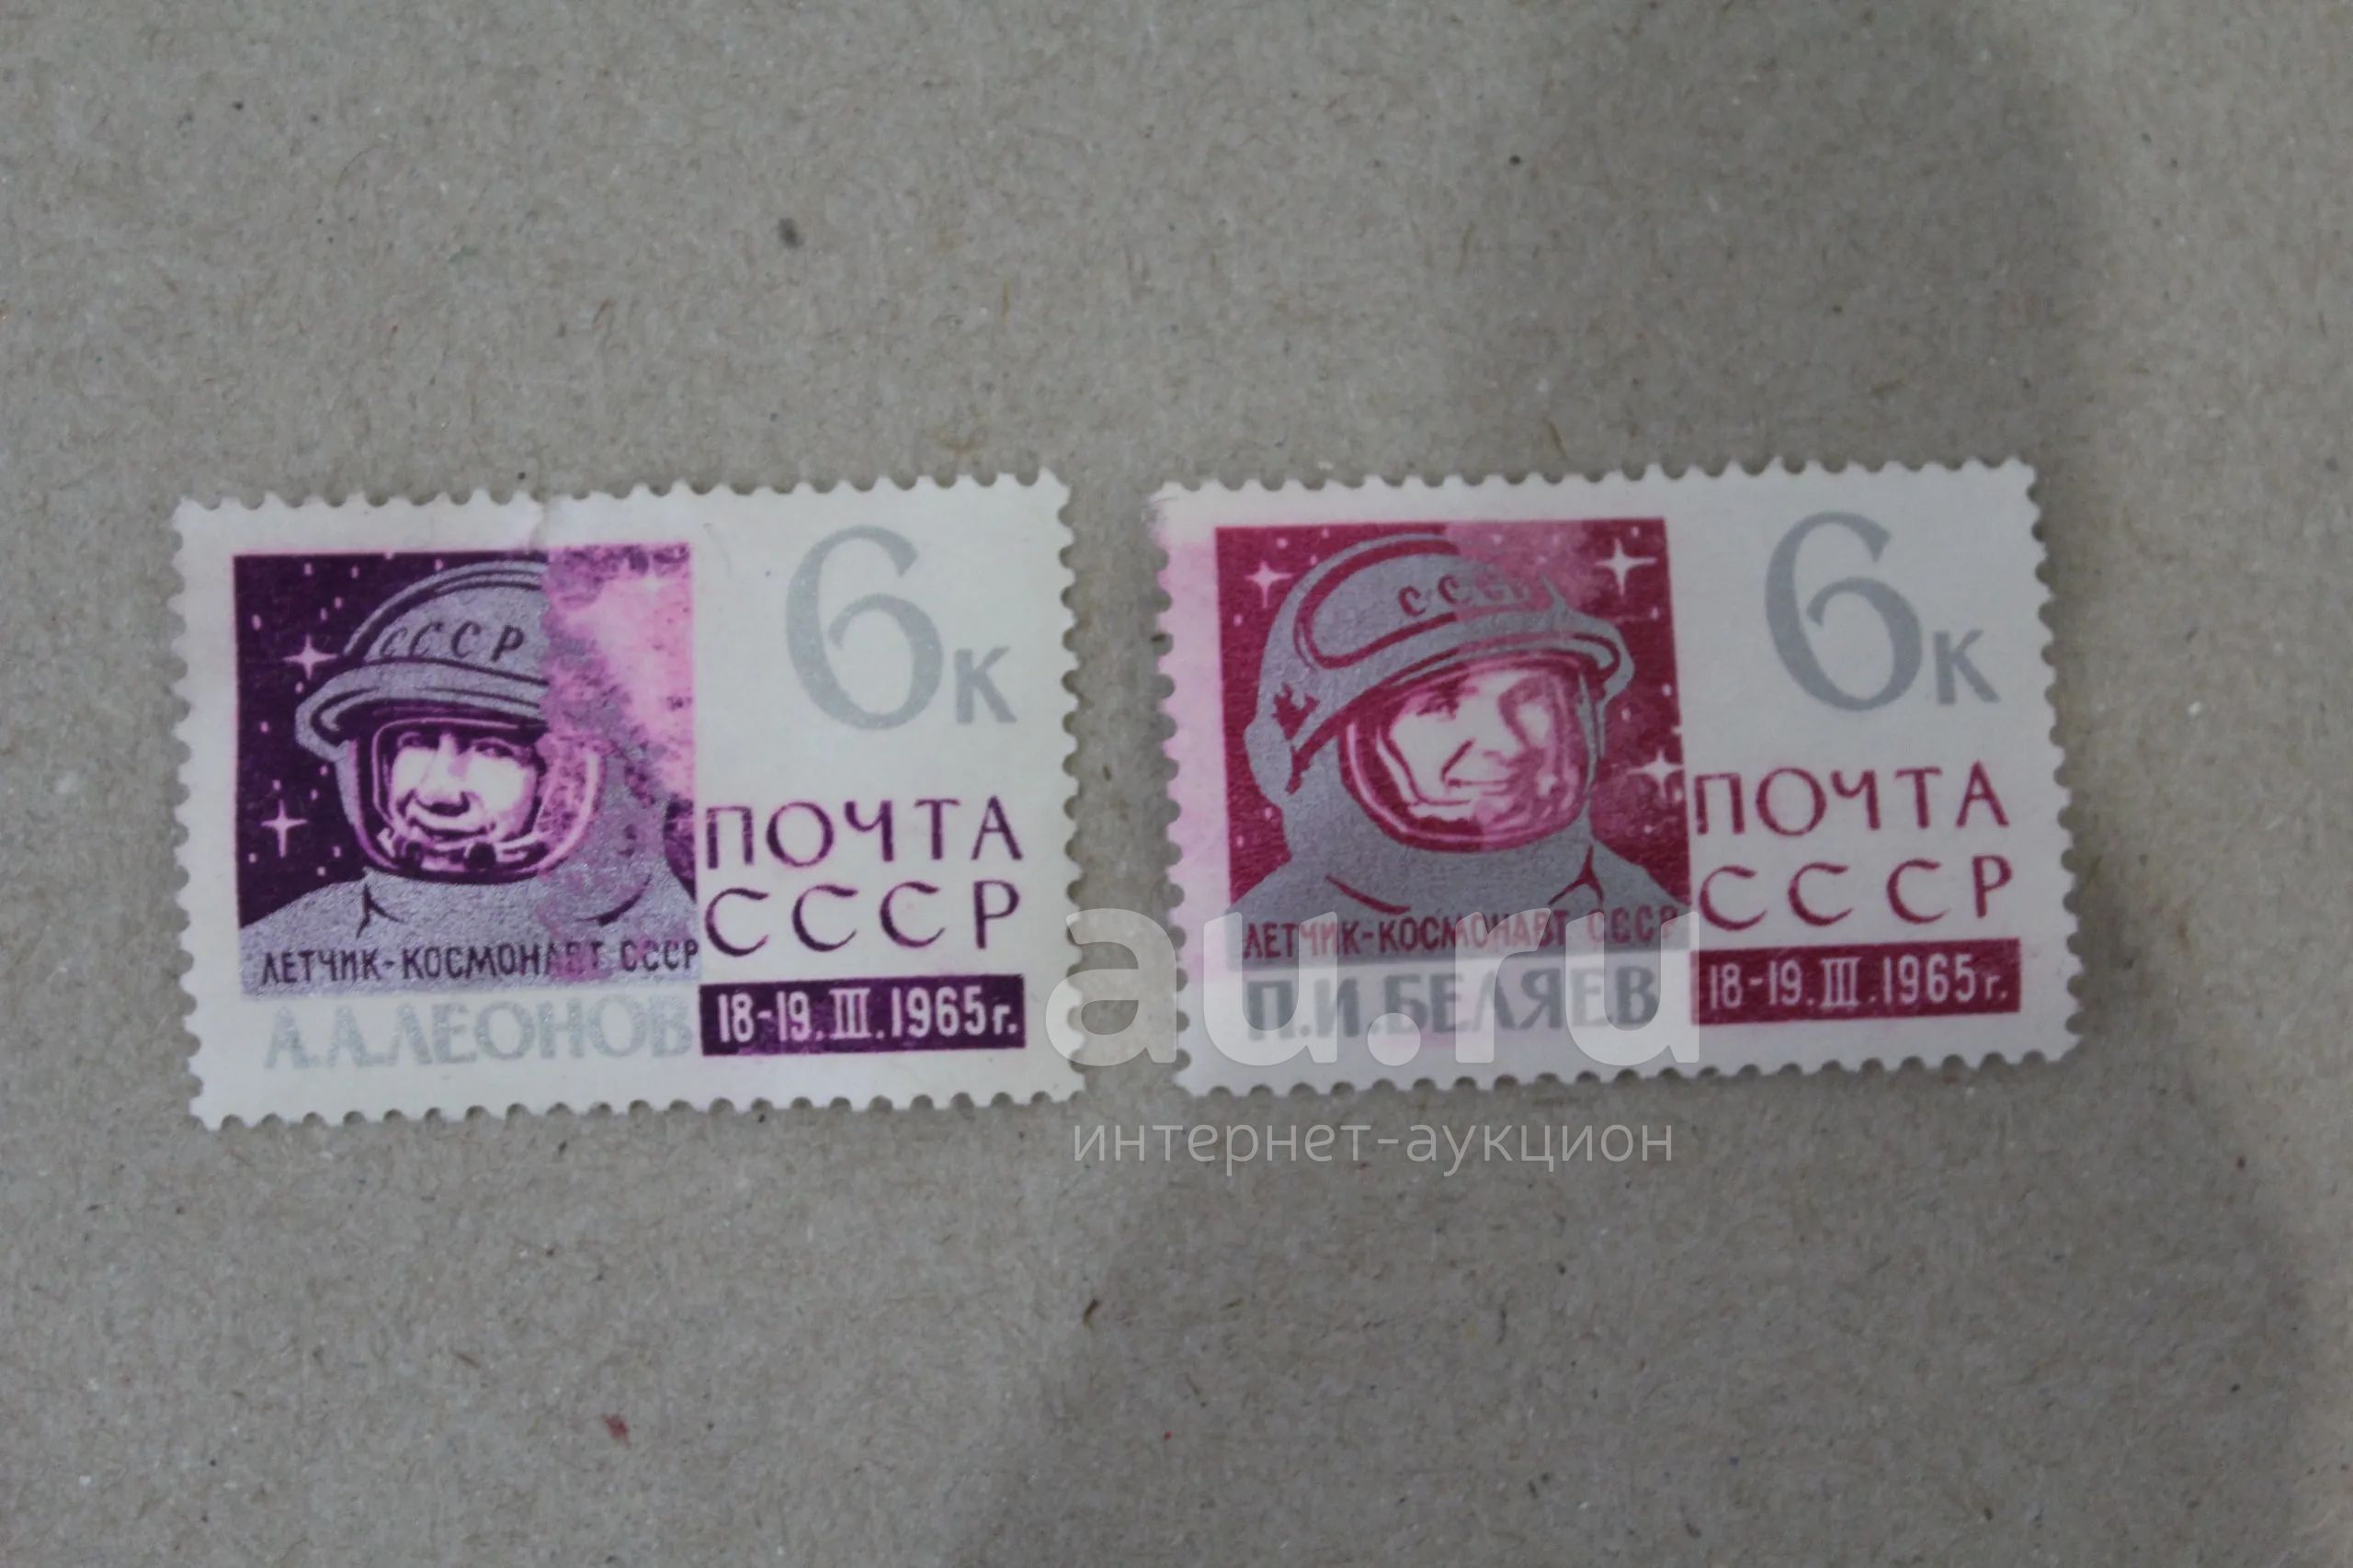 СССР
6к
ПОЧТА
СССР
ЛЕТЧИК-КОСМОНАВТ СССР
А.А.ЛЕОНОВ
18-19.III.1965г.
СССР
6к
ПОЧТА
СССР
ЛЕТЧИК-КОСМОНАВТ СССР
П.И.БЕЛЯЕВ
18-19.III.1965г.
au.ru
интернет-аукцион